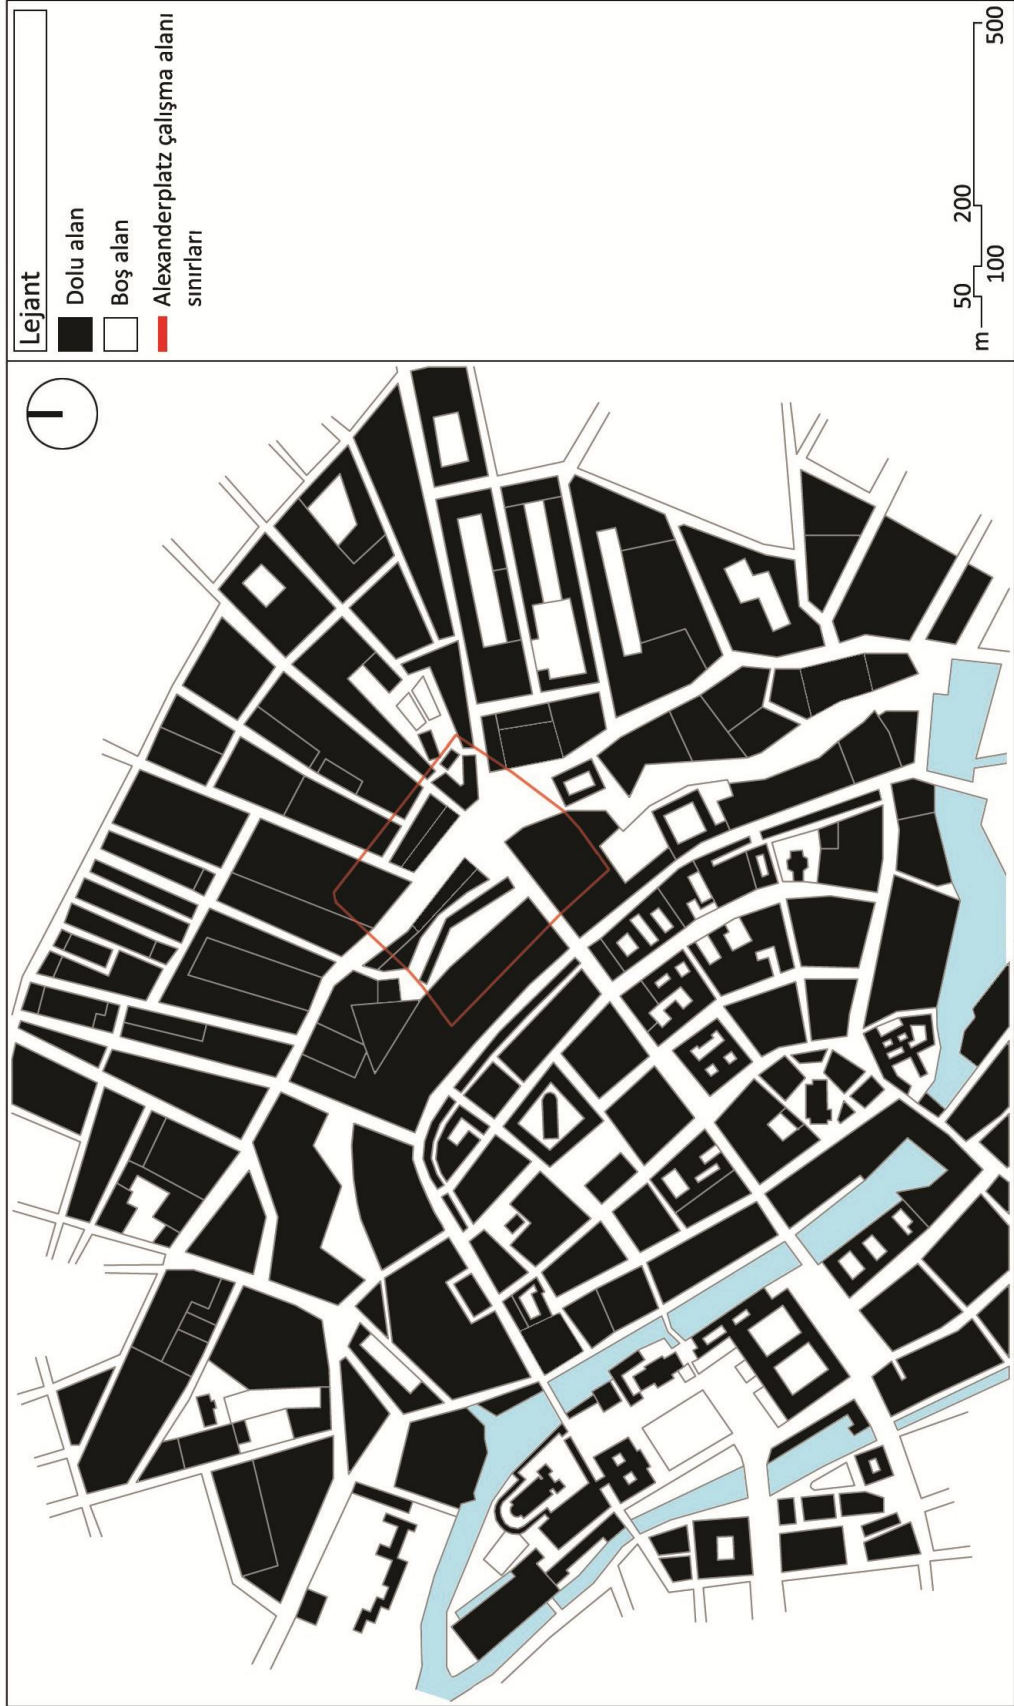 Lejant
Dolu alan
Boş alan
Alexanderplatz çalışma alanı
sınırları
m 50 100 200 500